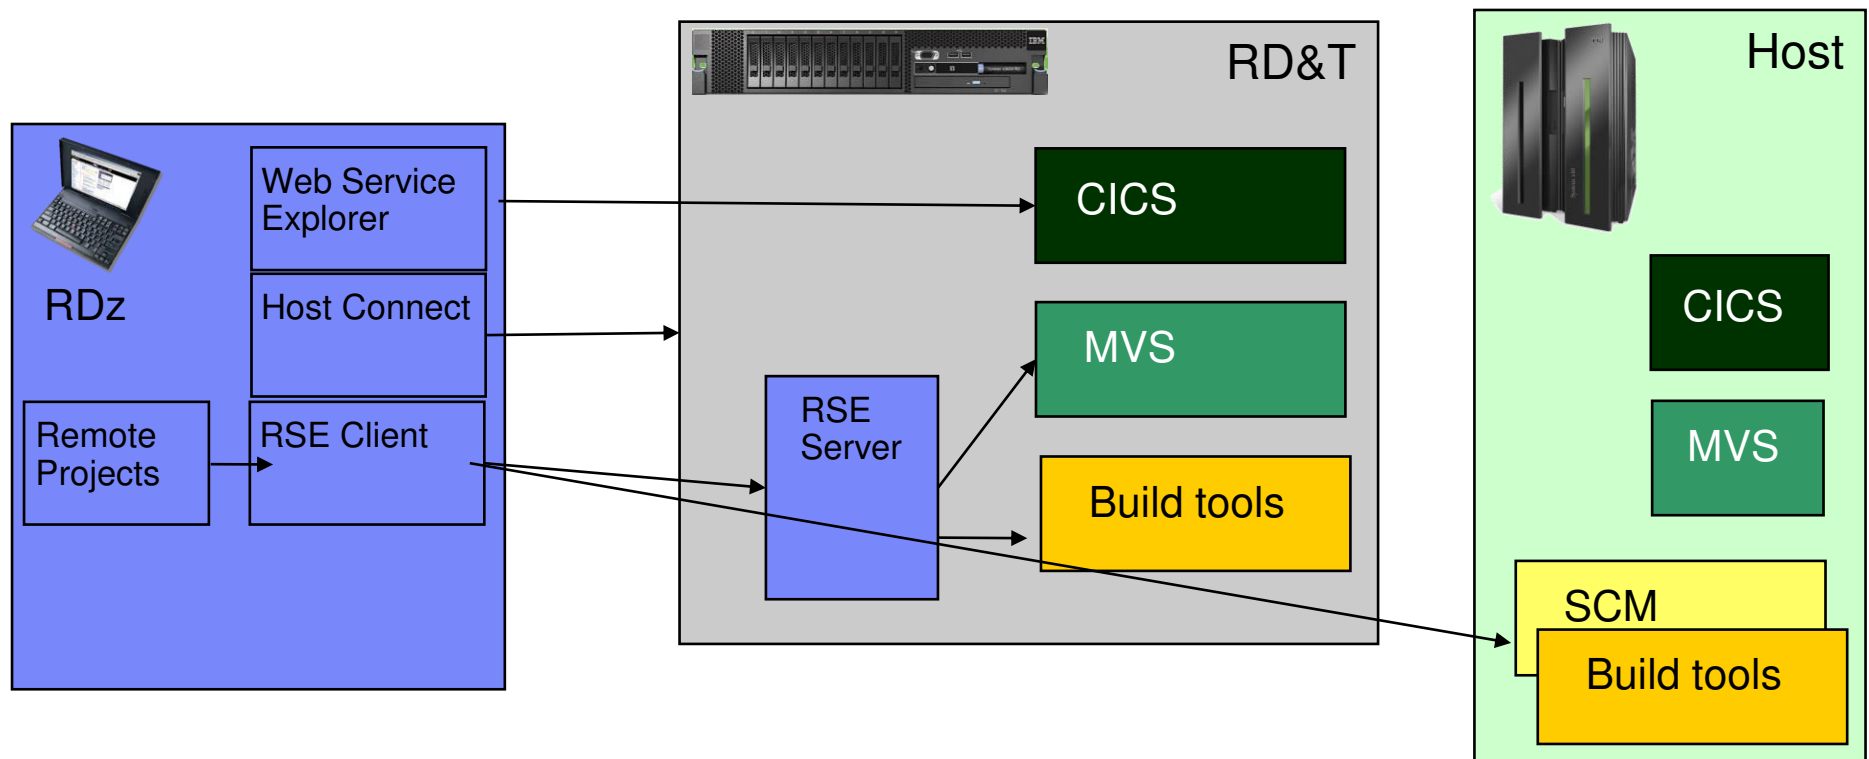 RDz
Web Service
Explorer
Host Connect
Remote
Projects
RSE Client
IBM
RD&T
CICS
MVS
RSE
Server
Build tools
Host
CICS
MVS
SCM
Build tools